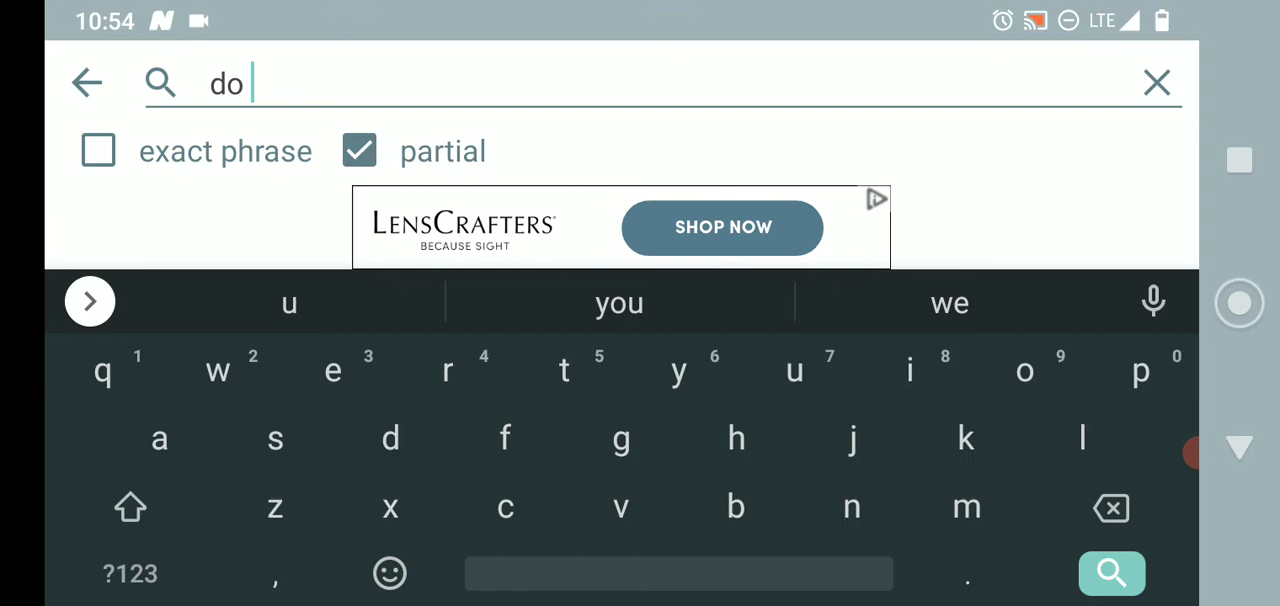 10:54 LTE
do
exact phrase partial
LENSCRAFTERS
BECAUSE SIGHT
SHOP NOW
u you we
q 1 w 2 e 3 r 4 t 5 y 6 u 7 i 8 o 9 p 0
a s d f g h j k l
z x c v b n m
?123 , .